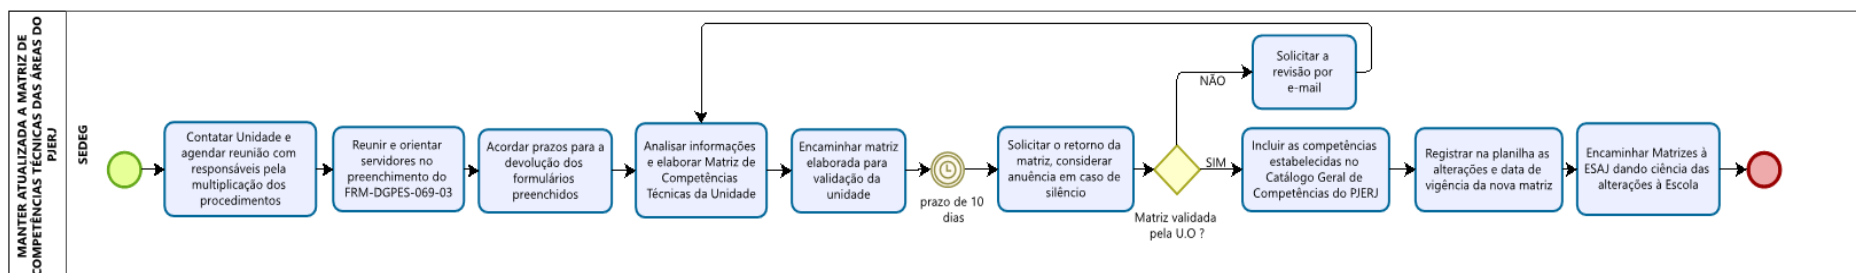 MANTER ATUALIZADA A MATRIZ DE
COMPETÊNCIAS TÉCNICAS DAS ÁREAS DO
PJERJ
SEDEG
Contatar Unidade e
agendar reunião com
responsáveis pela
multiplicação dos
procedimentos
Reunir e orientar
servidores no
preenchimento do
FRM-DGPES-069-03
Acordar prazos para a
devolução dos
formulários
preenchidos
Analisar informações
e elaborar Matriz de
Competências
Técnicas da Unidade
Encaminhar matriz
elaborada para
validação da
unidade
prazo de 10
dias
Solicitar o retorno da
matriz, considerar
anuência em caso de
silêncio
Matriz validada
pela U.O ?
NÃO
Solicitar a
revisão por
e-mail
SIM
Incluir as competências
estabelecidas no
Catálogo Geral de
Competências do PJERJ
Registrar na planilha as
alterações e data de
vigência da nova matriz
Encaminhar Matrizes à
ESAJ dando ciência das
alterações à Escola